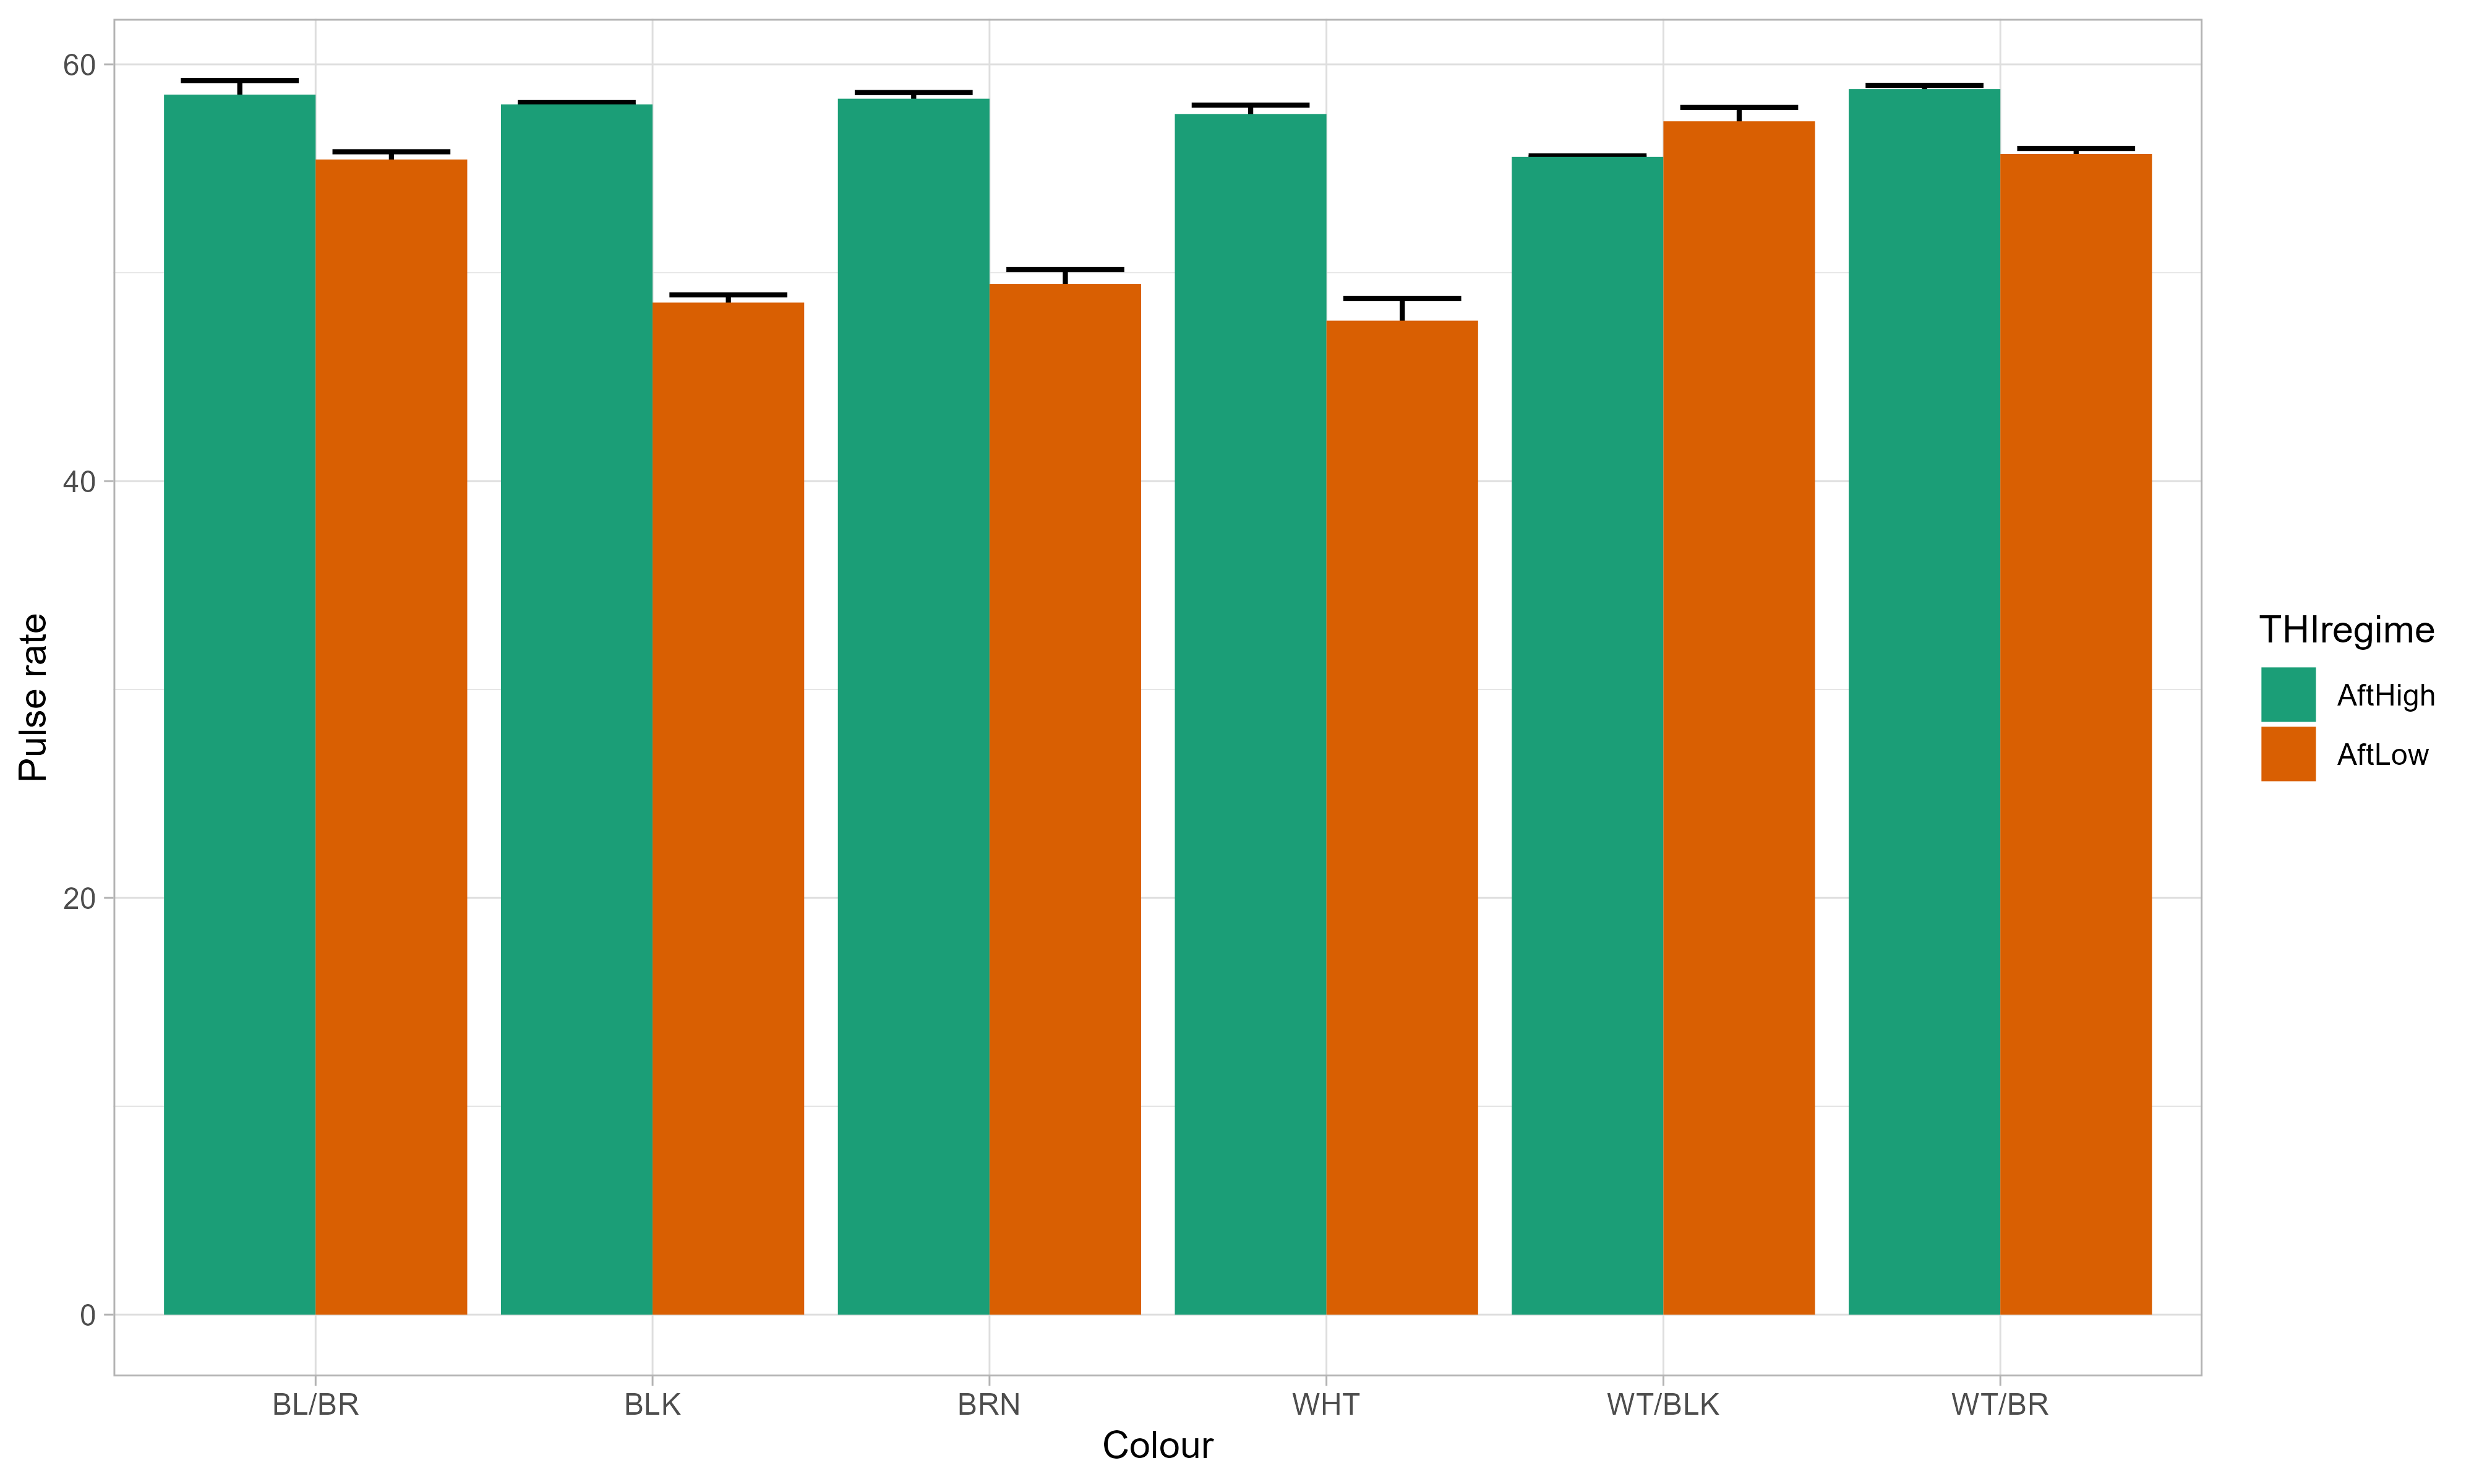 60
40
20
0
Pulse rate
BL/BR BLK BRN WHT WT/BLK WT/BR
Colour
THIregime
AftHigh
AftLow